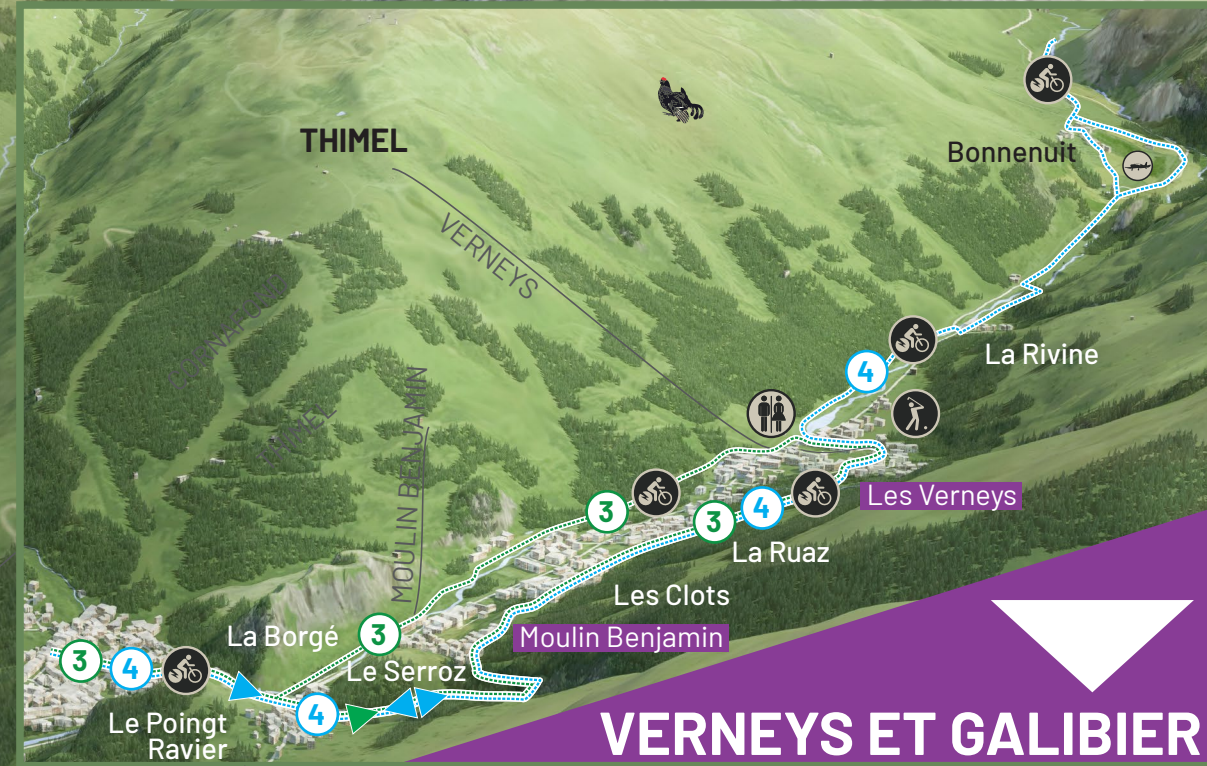 THIMEL
Bonnenuit
VERNEYS
MOULIN BENJAMIN
La Rivine
4
Les Verneys
3
3
4
La Ruaz
Les Clots
Moulin Benjamin
La Borgé
3
Le Serroz
3
4
4
Le Poingt
Ravier
VERNEYS ET GALIBIER